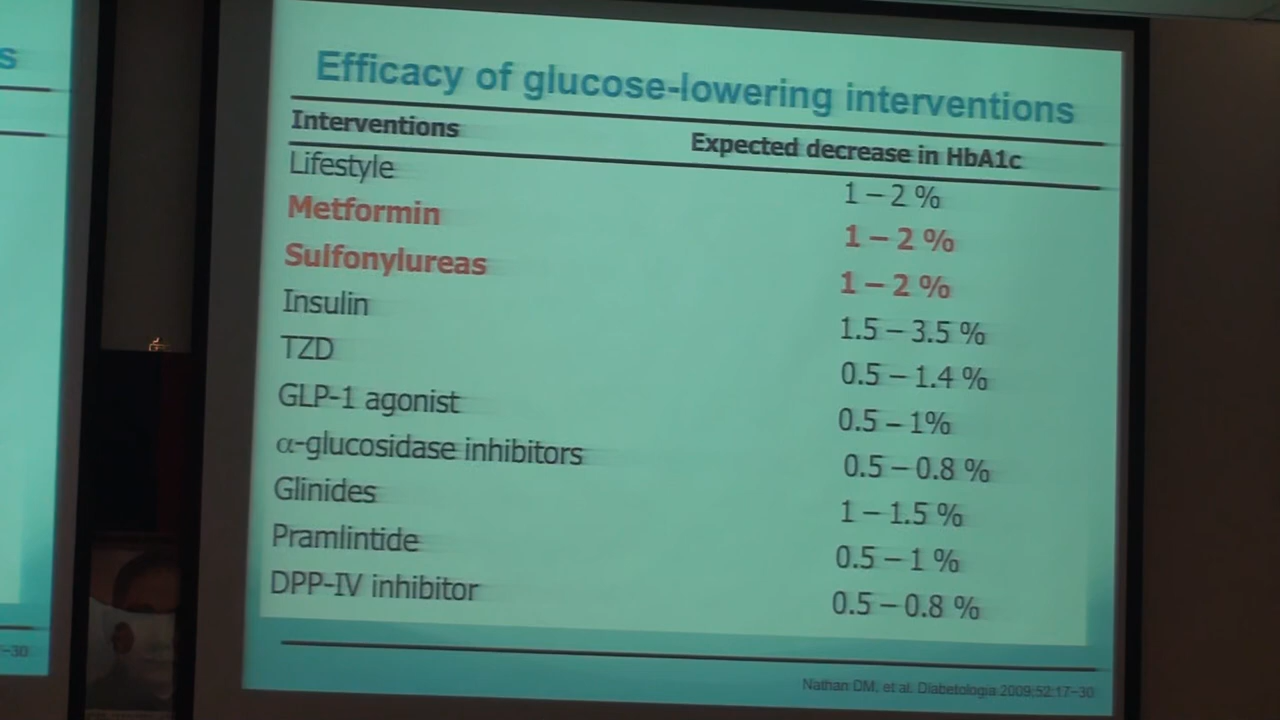 s
Efficacy of glucose-lowering interventions
Interventions Expected decrease in HbA1c
Lifestyle 1 – 2 %
Metformin 1 – 2 %
Sulfonylureas 1 – 2 %
Insulin 1.5 – 3.5 %
TZD 0.5 – 1.4 %
GLP-1 agonist 0.5 – 1%
α-glucosidase inhibitors 0.5 – 0.8 %
Glinides 1 – 1.5 %
Pramlintide 0.5 – 1 %
DPP-IV inhibitor 0.5 – 0.8 %
–30
Nathan DM, et al. Diabetologia 2009;52:17–30